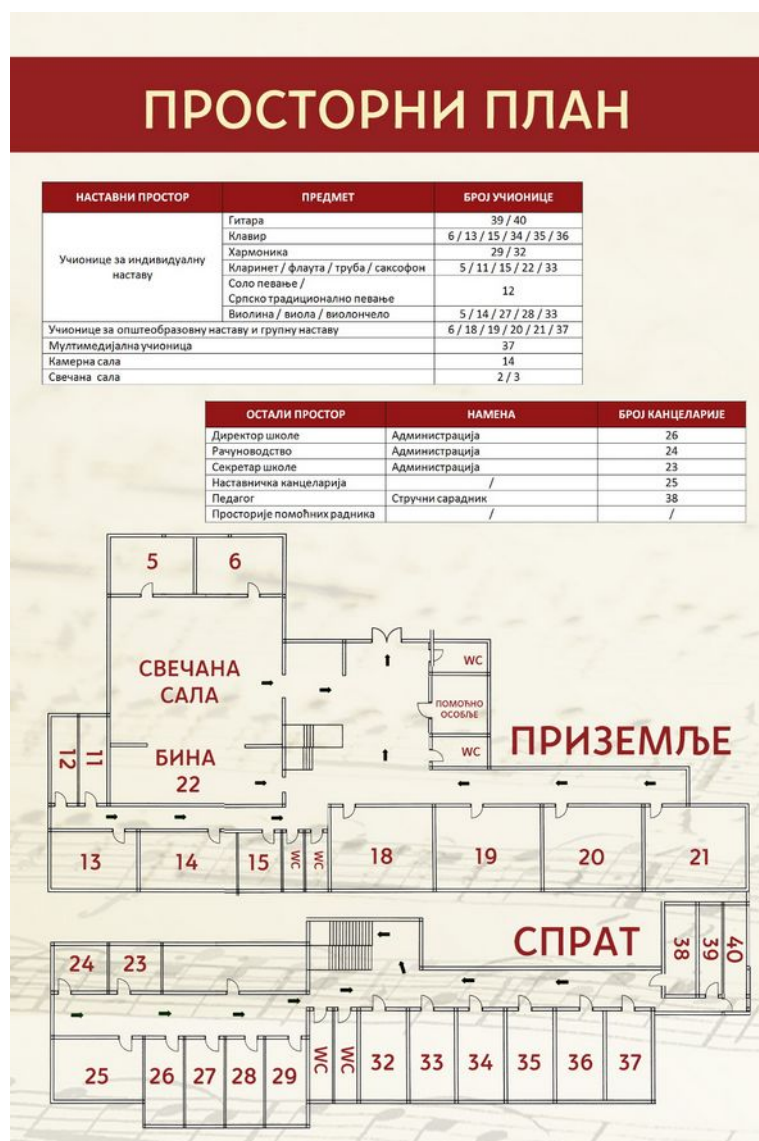 ПРОСТОРНИ ПЛАН
НАСТАВНИ ПРОСТОР ПРЕДМЕТ БРОЈ УЧИОНИЦЕ
Учионице за индивидуалну наставу
Гитара 39 / 40
Клавир 6 / 13 / 15 / 34 / 35 / 36
Хармоника 29 / 32
Кларинет / флаута / труба / саксофон 5 / 11 / 15 / 22 / 33
Соло певање /
Српско традиционално певање 12
Виолина / виола / виолончело 5 / 14 / 27 / 28 / 33
Учионице за општеобразовну наставу и групну наставу 6 / 18 / 19 / 20 / 21 / 37
Мултимедијална учионица 37
Камерна сала 14
Свечана сала 2 / 3
ОСТАЛИ ПРОСТОР НАМЕНА БРОЈ КАНЦЕЛАРИЈЕ
Директор школе Администрација 26
Рачуноводство Администрација 24
Секретар школе Администрација 23
Наставничка канцеларија / 25
Педагог Стручни сарадник 38
Просторије помоћних радника / /
5 6
СВЕЧАНА
САЛА
WC
ПОМОЋНО
ОСОБЉЕ
WC
ПРИЗЕМЉЕ
12 11
БИНА
22
13 14 15 WC WC 18 19 20 21
СПРАТ
38 39 40
24 23
25 26 27 28 29 WC WC 32 33 34 35 36 37